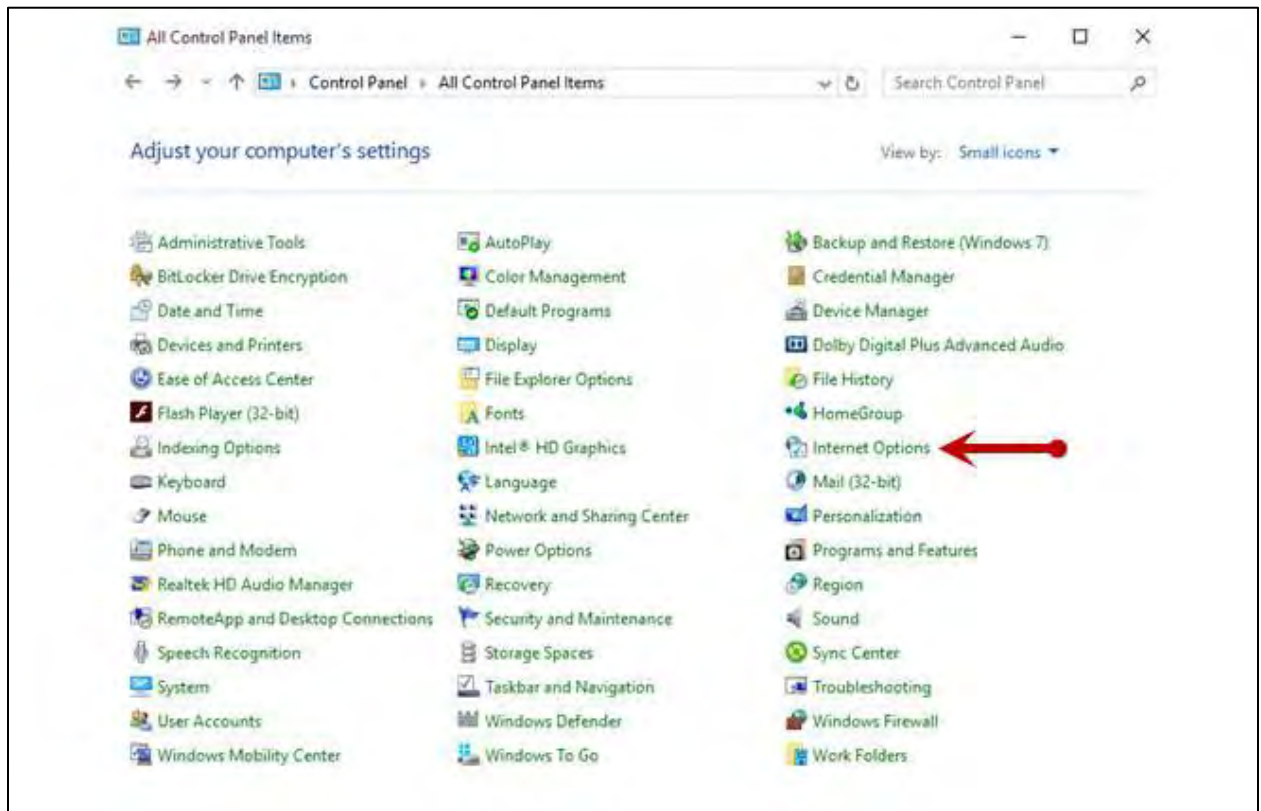 All Control Panel Items
Control Panel All Control Panel Items Search Control Panel
Adjust your computer's settings View by: Small icons
Administrative Tools AutoPlay Backup and Restore (Windows 7)
BitLocker Drive Encryption Color Management Credential Manager
Date and Time Default Programs Device Manager
Devices and Printers Display Dolby Digital Plus Advanced Audio
Ease of Access Center File Explorer Options File History
Flash Player (32-bit) Fonts HomeGroup
Indexing Options Intel® HD Graphics Internet Options
Keyboard Language Mail (32-bit)
Mouse Network and Sharing Center Personalization
Phone and Modem Power Options Programs and Features
Realtek HD Audio Manager Recovery Region
RemoteApp and Desktop Connections Security and Maintenance Sound
Speech Recognition Storage Spaces Sync Center
System Taskbar and Navigation Troubleshooting
User Accounts Windows Defender Windows Firewall
Windows Mobility Center Windows To Go Work Folders